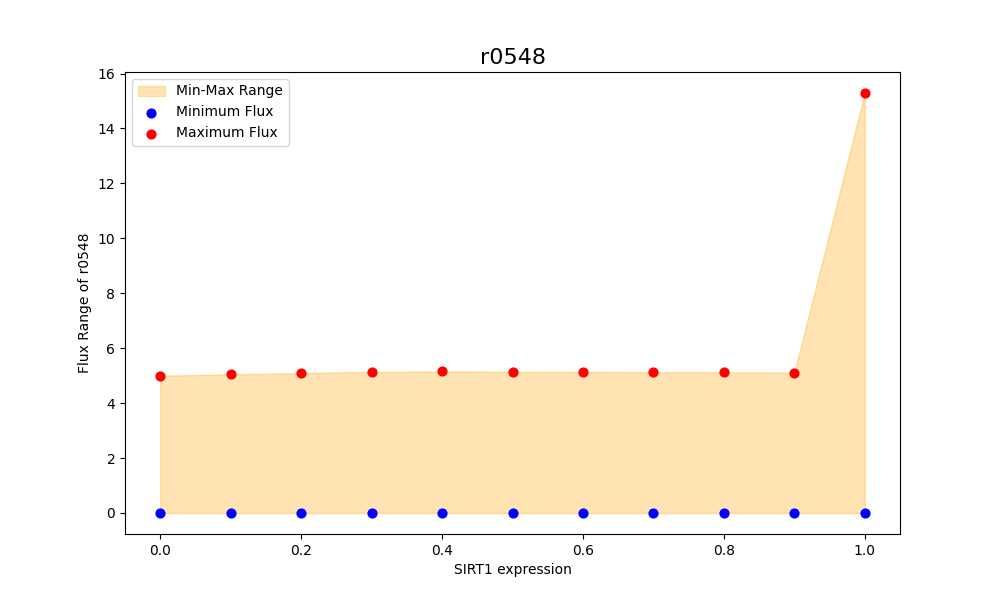 r0548
Min-Max Range
Minimum Flux
Maximum Flux
Flux Range of r0548
16
14
12
10
8
6
4
2
0
0.0 0.2 0.4 0.6 0.8 1.0
SIRT1 expression